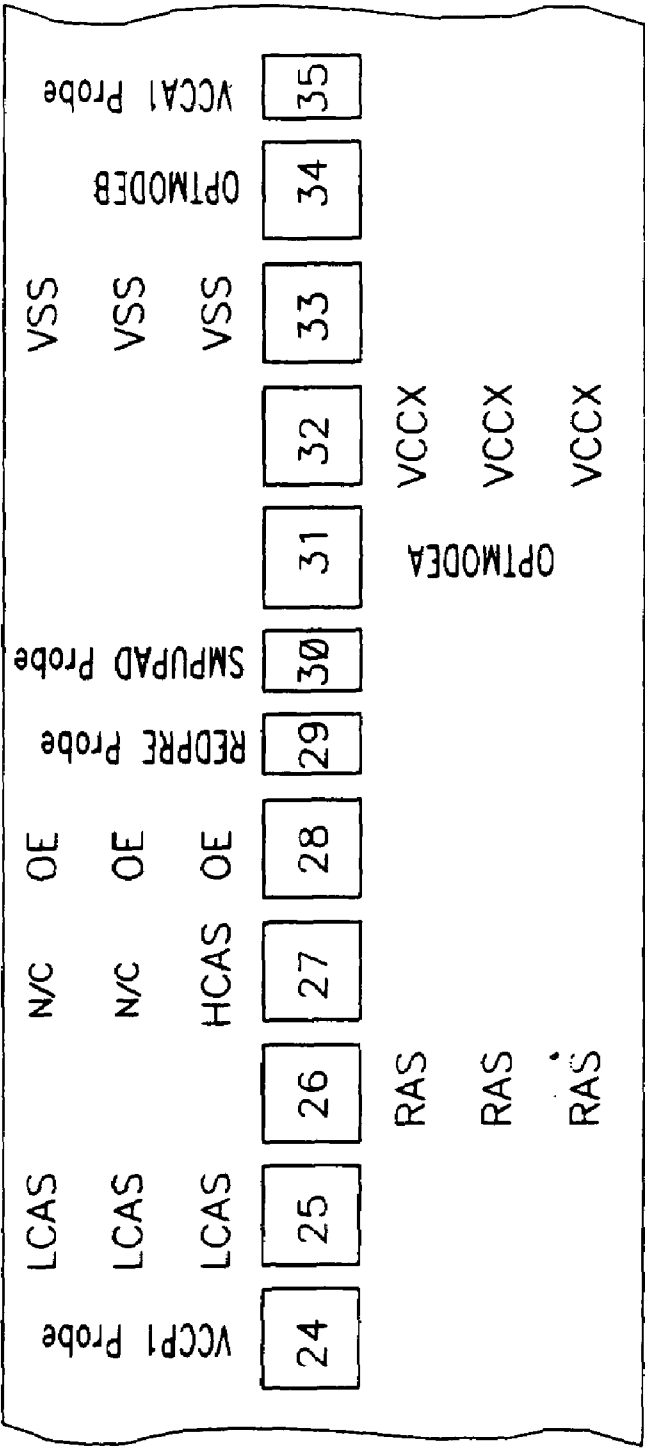 VCCA1 Probe 35
OPTMODEB 34
VSS VSS VSS 33
32 VCCX VCCX VCCX
31 OPTMODEA
SMPUPAD Probe 30
REDPRE Probe 29
OE OE OE 28
N/C N/C HCAS 27
26 RAS RAS RAS
LCAS LCAS LCAS 25
VCCP1 Probe 24